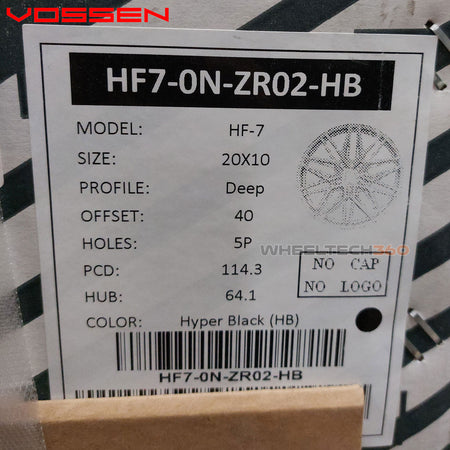 VOSSEN
HF7-0N-ZR02-HB
MODEL: HF-7
SIZE: 20X10
PROFILE: Deep
OFFSET: 40
HOLES: 5P
WHEELTECH360
PCD: 114.3
NO CAP
NO LOGO
HUB: 64.1
COLOR: Hyper Black (HB)
HF7-0N-ZR02-HB